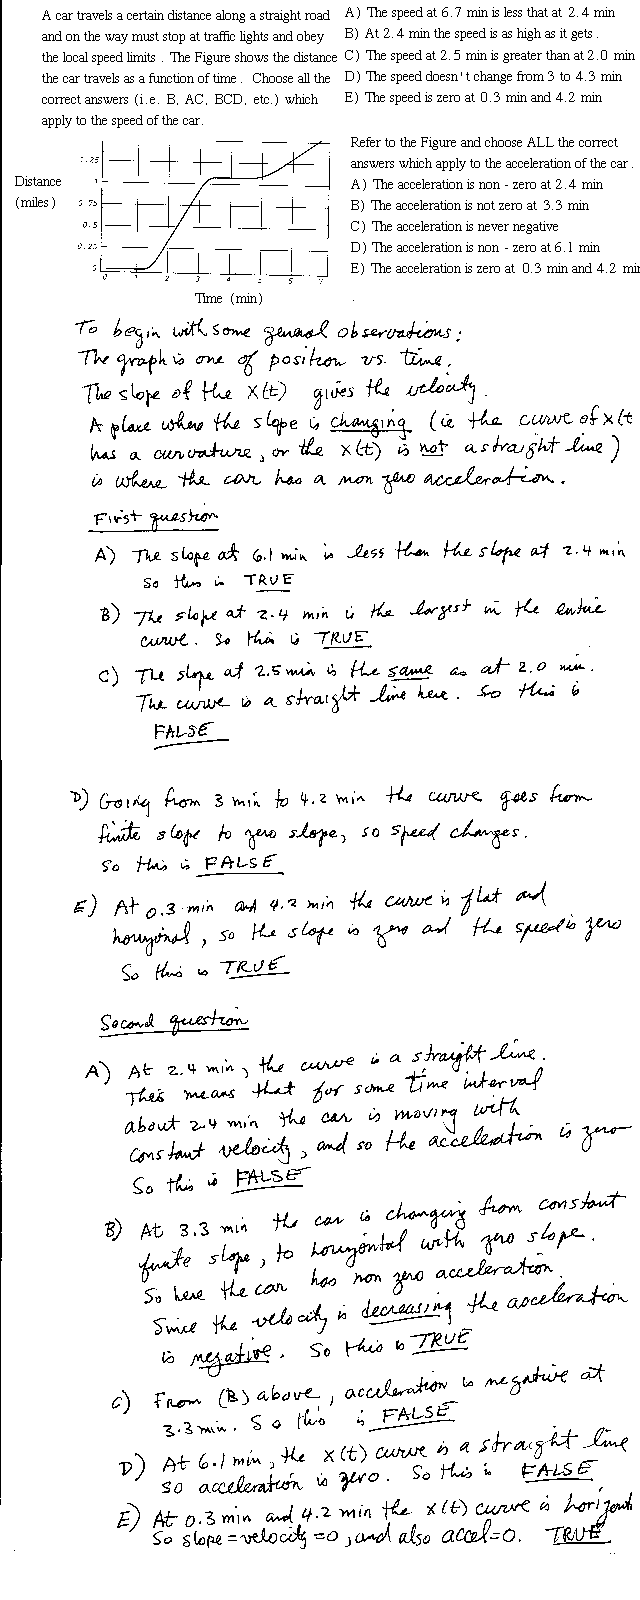 A car travels a certain distance along a straight road
and on the way must stop at traffic lights and obey
the local speed limits . The Figure shows the distance
the car travels as a function of time . Choose all the
correct answers (i.e. B, AC, BCD, etc.) which
apply to the speed of the car.
A) The speed at 6.7 min is less that at 2.4 min
B) At 2.4 min the speed is as high as it gets .
C) The speed at 2.5 min is greater than at 2.0 min
D) The speed doesn't change from 3 to 4.3 min
E) The speed is zero at 0.3 min and 4.2 min
Refer to the Figure and choose ALL the correct
answers which apply to the acceleration of the car .
A) The acceleration is non - zero at 2.4 min
B) The acceleration is not zero at 3.3 min
C) The acceleration is never negative
D) The acceleration is non - zero at 6.1 min
E) The acceleration is zero at 0.3 min and 4.2 min
Distance
(miles)
1.25
1
0.5
0.25
0 1 2 3 5
Time (min)
To begin with some general observations:
The graph is one of position vs. time.
The slope of the x(t) gives the velocity.
A place where the slope is changing (ie the curve of x(t
has a curvature, or the x(t) is not a straight line)
is where the car has a non zero acceleration.
First question
A) The slope at 6.1 min is less then the slope at 2.4 min
So this is TRUE
B) The slope at 2.4 min is the largest in the entire
curve. So this is TRUE
C) The slope at 2.5 min is the same as at 2.0 min.
The curve is a straight line here. So this is
FALSE
D) Going from 3 min to 4.2 min the curve goes from
finite slope to zero slope, so speed changes.
So this is FALSE
E) At 0.3 min and 4.2 min the curve is flat and
horizontal, so the slope is zero and the speed is zero
So this is TRUE
Second question
A) At 2.4 min, the curve is a straight line.
This means that for some time interval
about 2.4 min the car is moving with
constant velocity, and so the acceleration is zero
So this is FALSE
B) At 3.3 min the car is changing from constant
finite slope, to horizontal with zero slope.
So here the car has non zero acceleration.
Since the velocity is decreasing the acceleration
is negative. So this is TRUE
C) From (B) above, acceleration is negative at
3.3 min. So this is FALSE
D) At 6.1 min, the x(t) curve is a straight line
so acceleration is zero. So this is FALSE
E) At 0.3 min and 4.2 min the x(t) curve is horizont
So slope = velocity = 0, and also accel = 0. TRUE